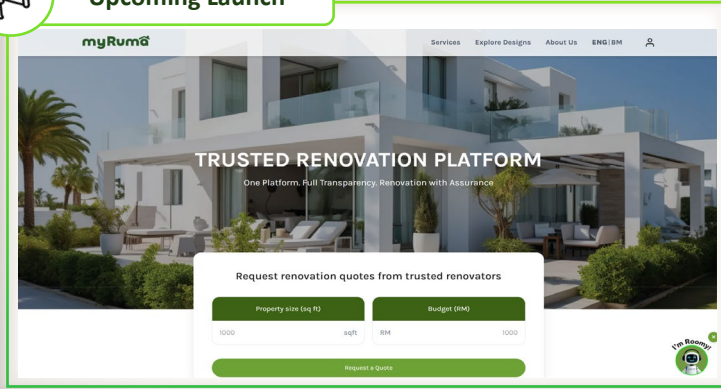 Upcoming Launch
myRumah
Services Explore Designs About Us ENG|BM
TRUSTED RENOVATION PLATFORM
One Platform. Full Transparency. Renovation with Assurance
Request renovation quotes from trusted renovators
Property size (sq ft) Budget (RM)
1000 sqft RM 1000
Request a Quote
I'm Roomy!